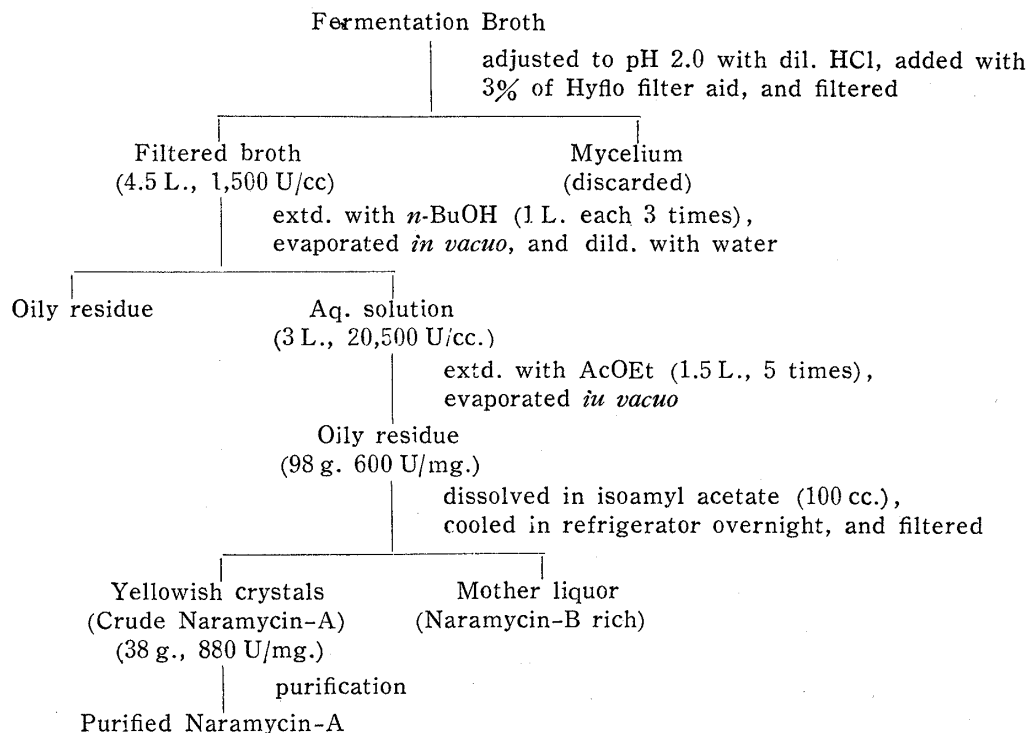 Fermentation Broth
adjusted to pH 2.0 with dil. HCl, added with
3% of Hyflo filter aid, and filtered
Filtered broth
(4.5 L., 1,500 U/cc)
Mycelium
(discarded)
extd. with n-BuOH (1 L. each 3 times),
evaporated in vacuo, and dild. with water
Oily residue
Aq. solution
(3 L., 20,500 U/cc.)
extd. with AcOEt (1.5 L., 5 times),
evaporated iu vacuo
Oily residue
(98 g. 600 U/mg.)
dissolved in isoamyl acetate (100 cc.),
cooled in refrigerator overnight, and filtered
Yellowish crystals
(Crude Naramycin-A)
(38 g., 880 U/mg.)
Mother liquor
(Naramycin-B rich)
purification
Purified Naramycin-A